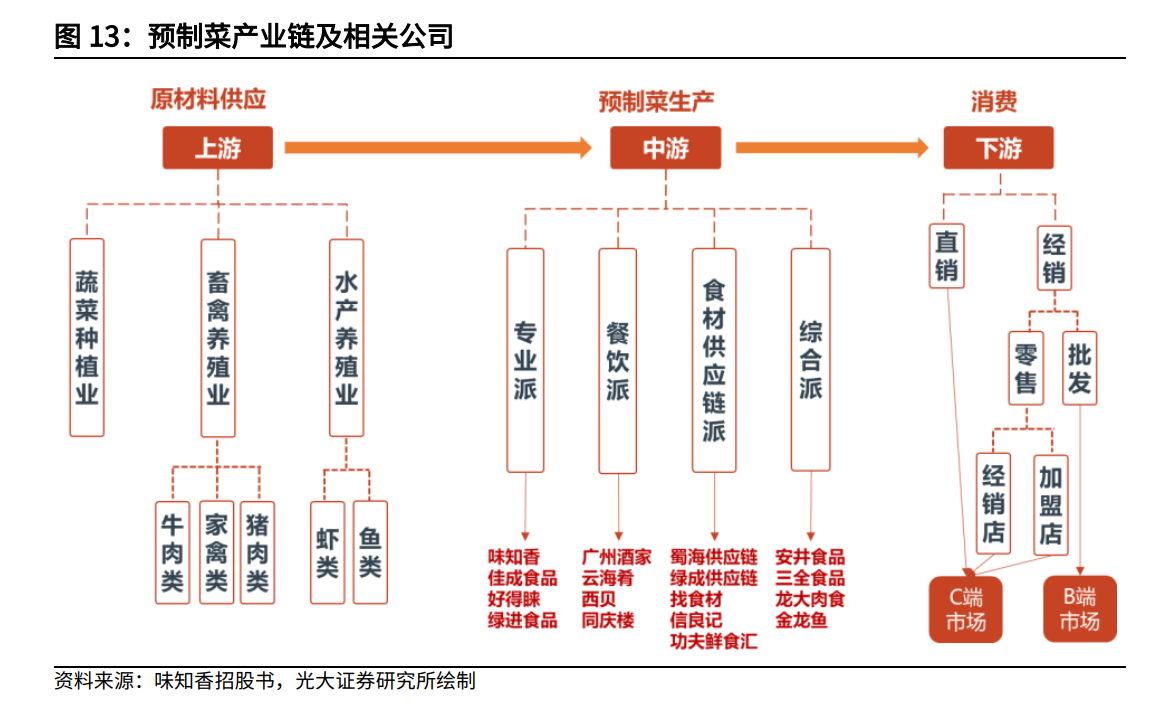 图 13：预制菜产业链及相关公司
原材料供应
预制菜生产
消费
上游
中游
下游
蔬菜种植业
畜禽养殖业
水产养殖业
牛肉类
家禽类
猪肉类
虾类
鱼类
专业派
餐饮派
食材供应链派
综合派
味知香
佳成食品
好得睐
绿进食品
广州酒家
云海肴
西贝
同庆楼
蜀海供应链
绿成供应链
找食材
信良记
功夫鲜食汇
安井食品
三全食品
龙大肉食
金龙鱼
直销
经销
零售
批发
经销店
加盟店
C端
市场
B端
市场
资料来源：味知香招股书，光大证券研究所绘制